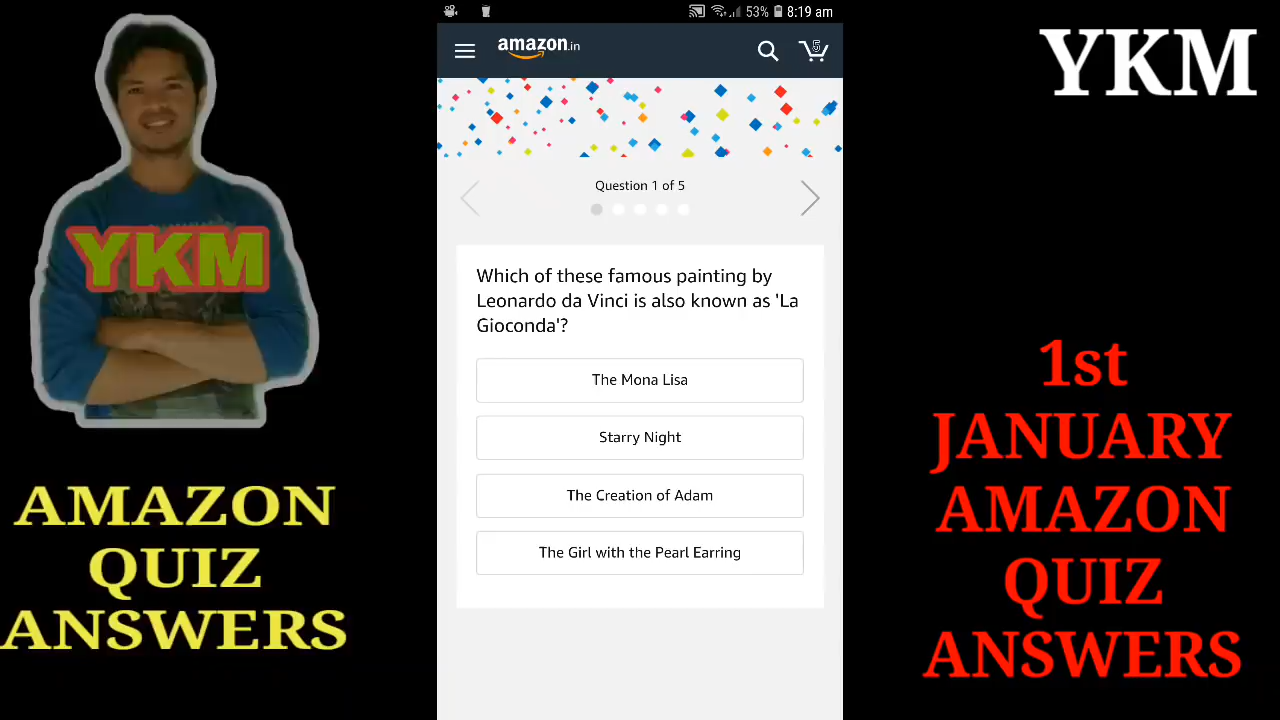 YKM
AMAZON
QUIZ
ANSWERS
53% 8:19 am
amazon.in
5
Question 1 of 5
Which of these famous painting by
Leonardo da Vinci is also known as 'La
Gioconda'?
The Mona Lisa
Starry Night
The Creation of Adam
The Girl with the Pearl Earring
YKM
1st
JANUARY
AMAZON
QUIZ
ANSWERS